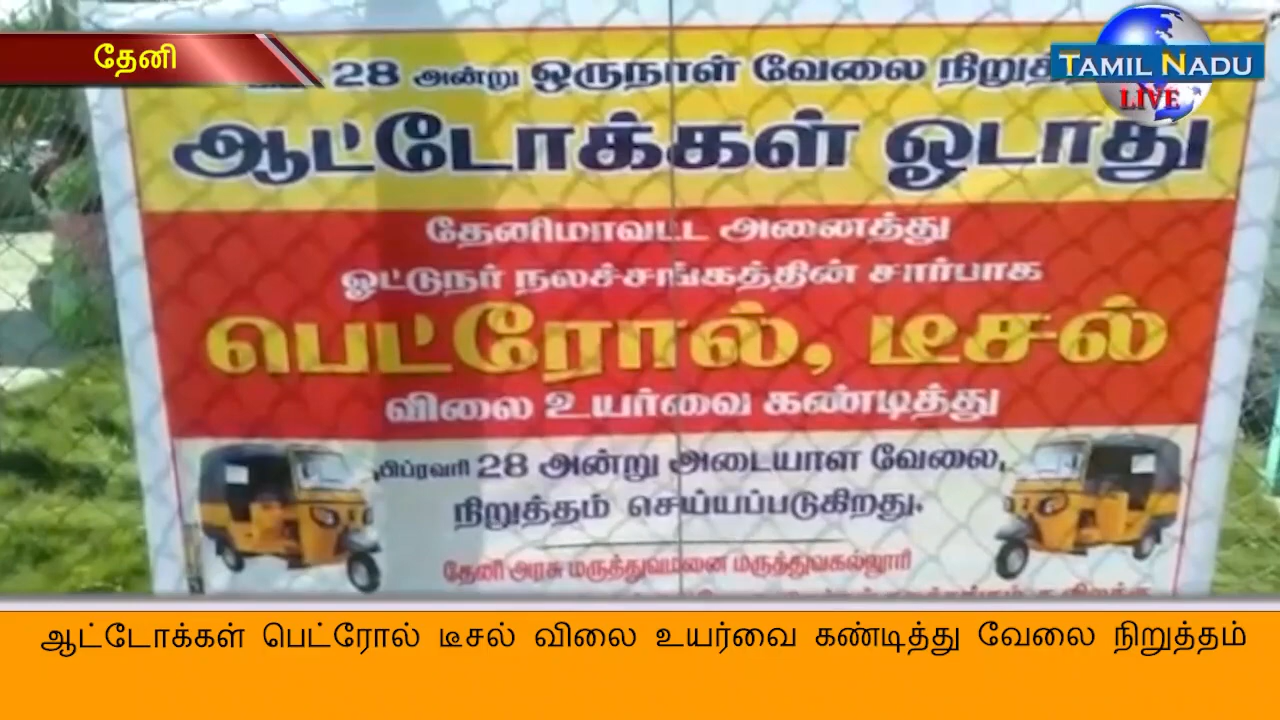 தேனி
TAMIL NADU
LIVE
28 அன்று ஒருநாள் வேலை
ஆட்டோக்கள் ஓடாது
தேனிமாவட்ட அனைத்து
ஓட்டுநர் நலச்சங்கத்தின் சார்பாக
பெட்ரோல், டீசல்
விலை உயர்வை கண்டித்து
பிப்ரவரி 28 அன்று அடையாள வேலை,
நிறுத்தம் செய்யப்படுகிறது.
தேனி அரசு மருத்துவமனை மருத்துவகல்லூரி
ஆட்டோக்கள் பெட்ரோல் டீசல் விலை உயர்வை கண்டித்து வேலை நிறுத்தம்